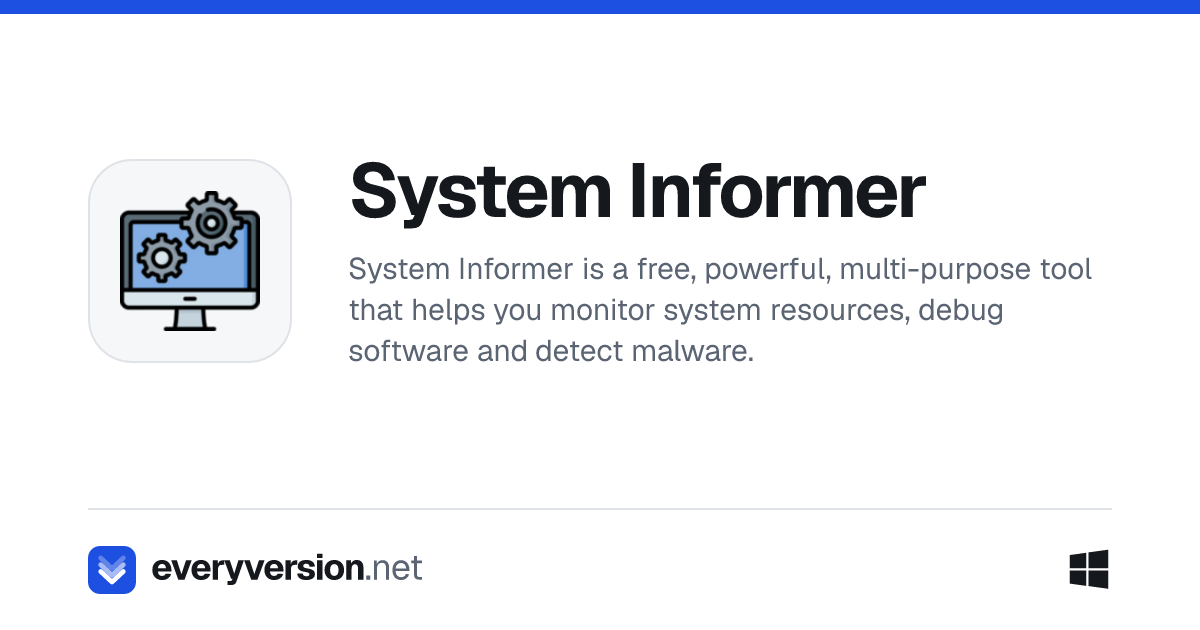 System Informer
System Informer is a free, powerful, multi-purpose tool
that helps you monitor system resources, debug
software and detect malware.
everyversion.net